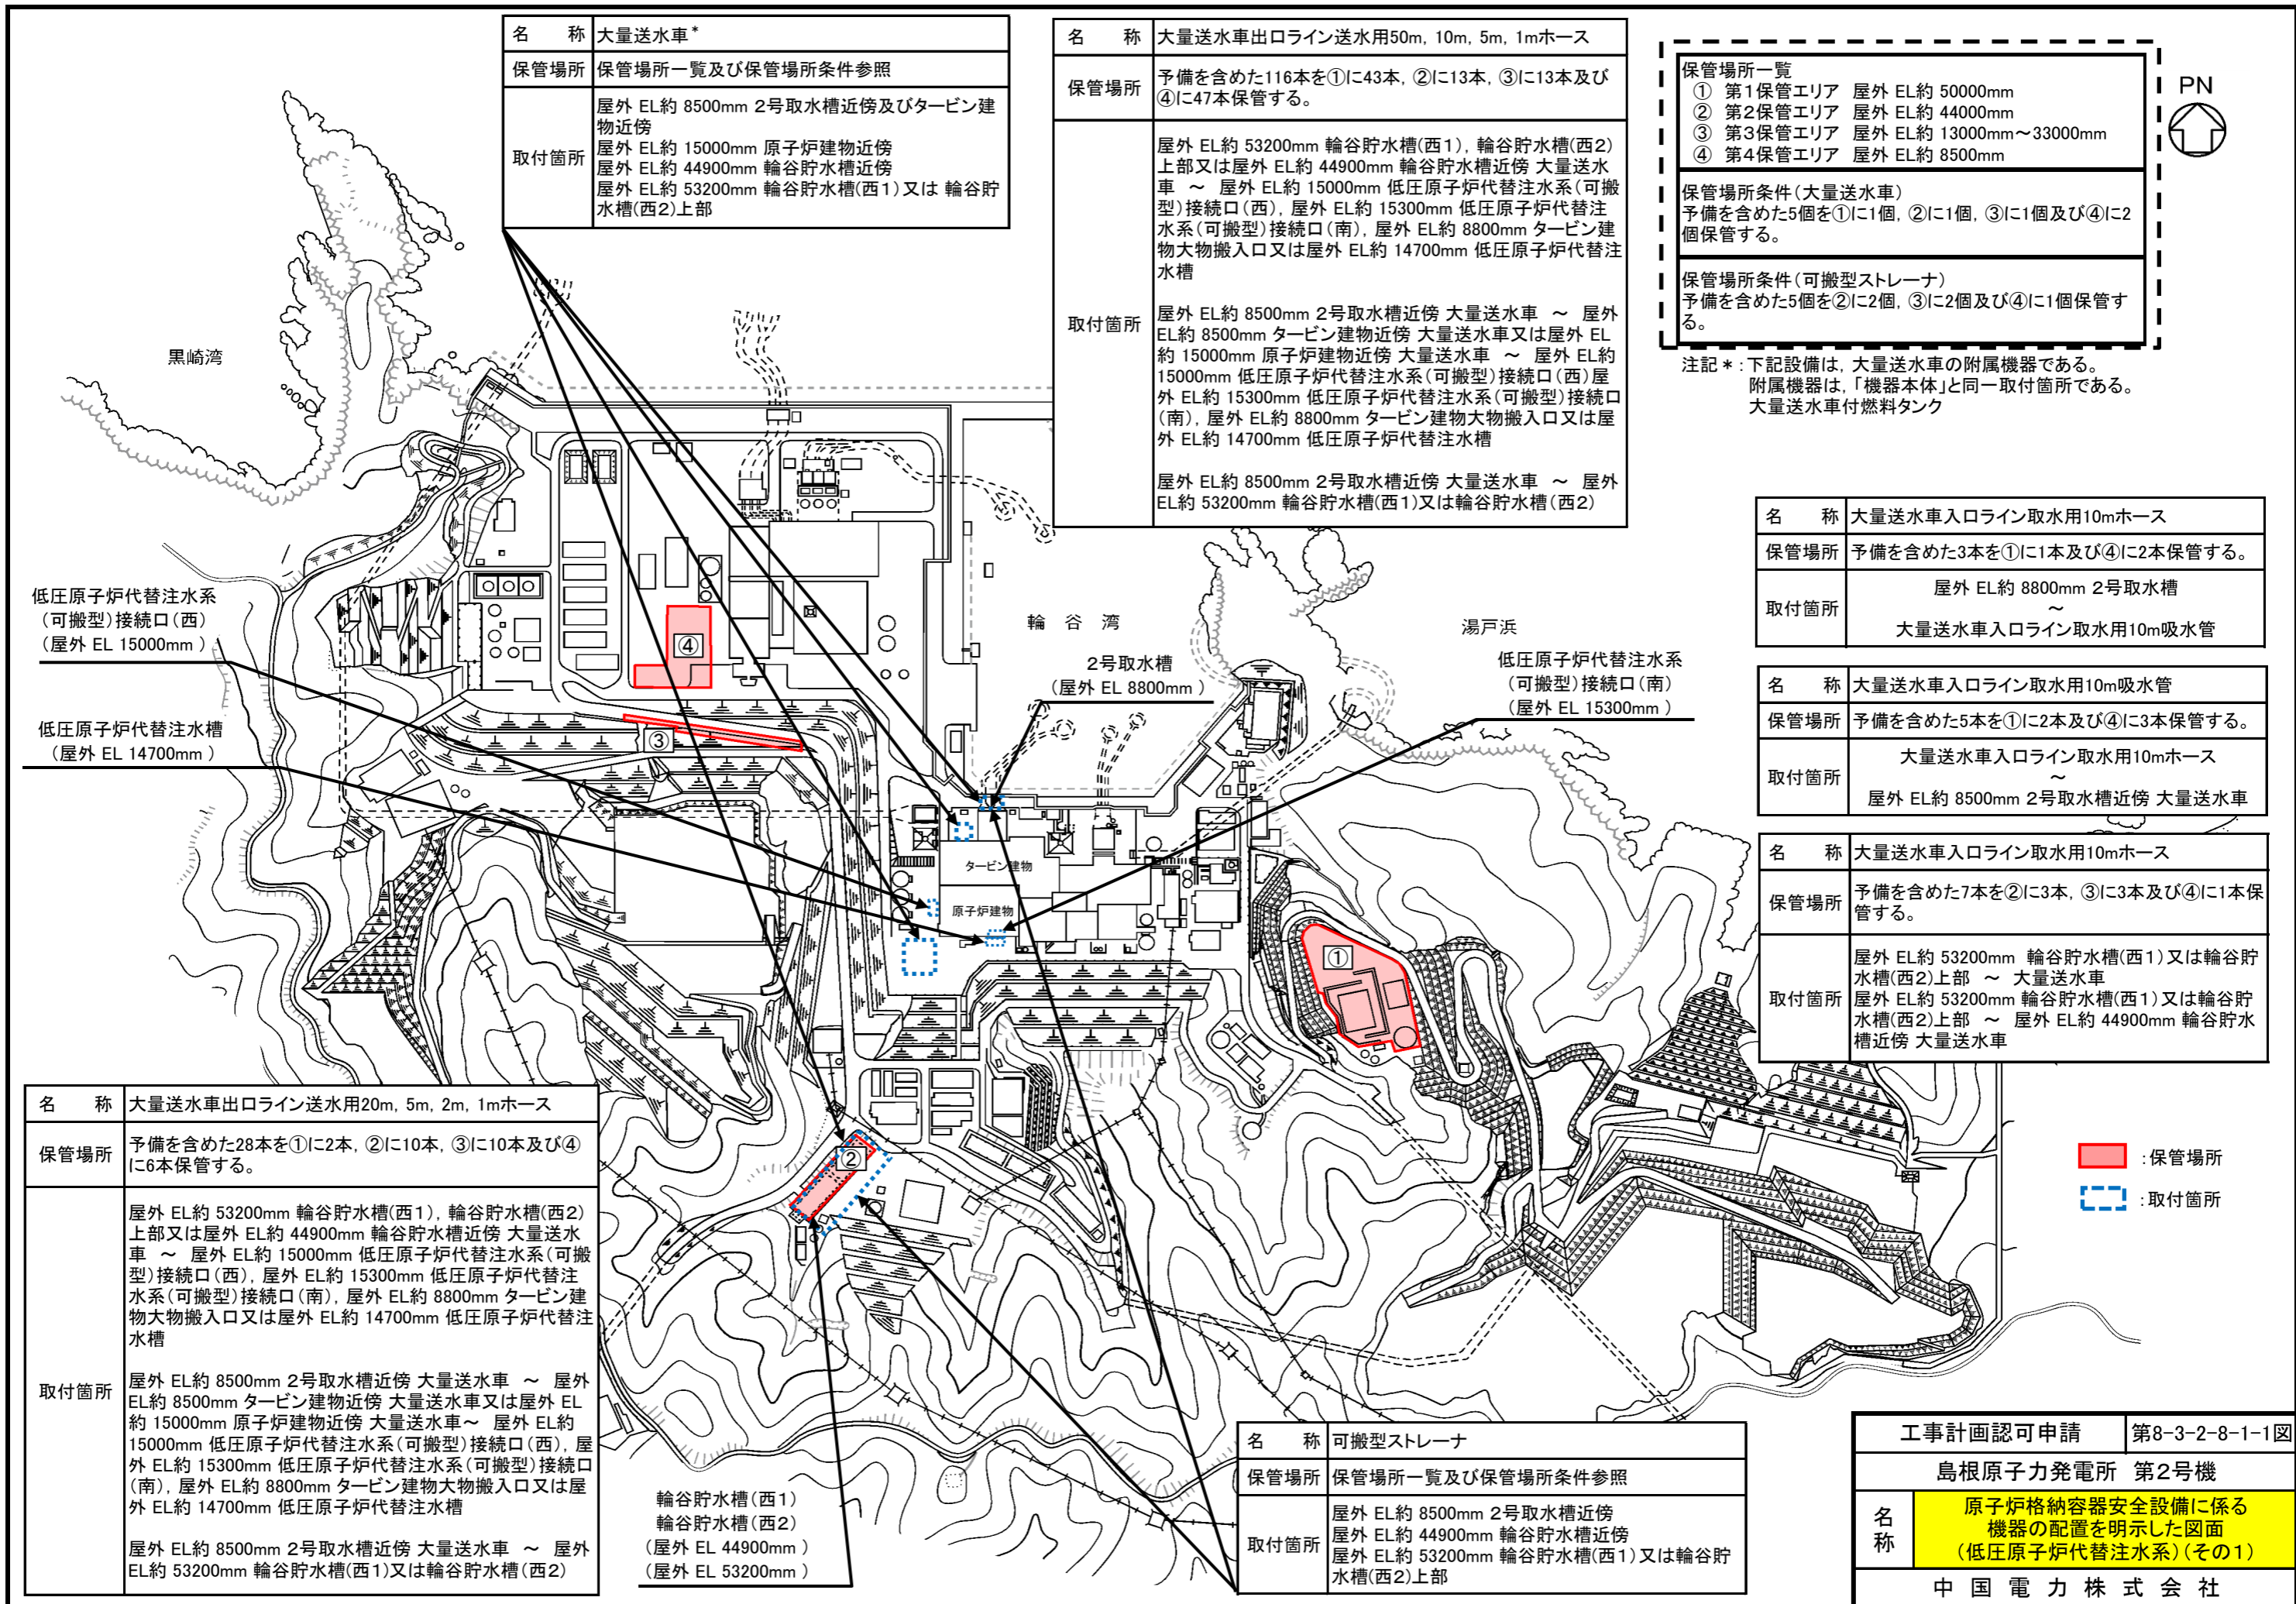 名　称 大量送水車*
保管場所 保管場所一覧及び保管場所条件参照
取付箇所 屋外 EL約 8500mm 2号取水槽近傍及びタービン建
物近傍
屋外 EL約 15000mm 原子炉建物近傍
屋外 EL約 44900mm 輪谷貯水槽近傍
屋外 EL約 53200mm 輪谷貯水槽(西1)又は 輪谷貯
水槽(西2)上部
名　称 大量送水車出口ライン送水用50m, 10m, 5m, 1mホース
保管場所 予備を含めた116本を①に43本, ②に13本, ③に13本及び
④に47本保管する。
取付箇所 屋外 EL約 53200mm 輪谷貯水槽(西1), 輪谷貯水槽(西2)
上部又は屋外 EL約 44900mm 輪谷貯水槽近傍 大量送水
車 ～ 屋外 EL約 15000mm 低圧原子炉代替注水系(可搬
型)接続口(西), 屋外 EL約 15300mm 低圧原子炉代替注
水系(可搬型)接続口(南), 屋外 EL約 8800mm タービン建
物大物搬入口又は屋外 EL約 14700mm 低圧原子炉代替注
水槽
屋外 EL約 8500mm 2号取水槽近傍 大量送水車 ～ 屋外
EL約 8500mm タービン建物近傍 大量送水車又は屋外 EL
約 15000mm 原子炉建物近傍 大量送水車 ～ 屋外 EL約
15000mm 低圧原子炉代替注水系(可搬型)接続口(西)屋
外 EL約 15300mm 低圧原子炉代替注水系(可搬型)接続口
(南), 屋外 EL約 8800mm タービン建物大物搬入口又は屋
外 EL約 14700mm 低圧原子炉代替注水槽
屋外 EL約 8500mm 2号取水槽近傍 大量送水車 ～ 屋外
EL約 53200mm 輪谷貯水槽(西1)又は輪谷貯水槽(西2)
保管場所一覧
① 第1保管エリア 屋外 EL約 50000mm
② 第2保管エリア 屋外 EL約 44000mm
③ 第3保管エリア 屋外 EL約 13000mm～33000mm
④ 第4保管エリア 屋外 EL約 8500mm
保管場所条件(大量送水車)
予備を含めた5個を①に1個, ②に1個, ③に1個及び④に2
個保管する。
保管場所条件(可搬型ストレーナ)
予備を含めた5個を②に2個, ③に2個及び④に1個保管す
る。
PN
注記＊:下記設備は, 大量送水車の附属機器である。
附属機器は,「機器本体」と同一取付箇所である。
大量送水車付燃料タンク
名　称 大量送水車入口ライン取水用10mホース
保管場所 予備を含めた3本を①に1本及び④に2本保管する。
取付箇所 屋外 EL約 8800mm 2号取水槽
～
大量送水車入口ライン取水用10m吸水管
名　称 大量送水車入口ライン取水用10m吸水管
保管場所 予備を含めた5本を①に2本及び④に3本保管する。
取付箇所 大量送水車入口ライン取水用10mホース
～
屋外 EL約 8500mm 2号取水槽近傍 大量送水車
名　称 大量送水車入口ライン取水用10mホース
保管場所 予備を含めた7本を②に3本, ③に3本及び④に1本保
管する。
取付箇所 屋外 EL約 53200mm 輪谷貯水槽(西1)又は輪谷貯
水槽(西2)上部 ～ 大量送水車
屋外 EL約 53200mm 輪谷貯水槽(西1)又は輪谷貯
水槽(西2)上部 ～ 屋外 EL約 44900mm 輪谷貯水
槽近傍 大量送水車
黒崎湾
輪谷湾
湯戸浜
低圧原子炉代替注水系
(可搬型)接続口(西)
(屋外 EL 15000mm )
低圧原子炉代替注水槽
(屋外 EL 14700mm )
2号取水槽
(屋外 EL 8800mm )
低圧原子炉代替注水系
(可搬型)接続口(南)
(屋外 EL 15300mm )
④
③
タービン建物
原子炉建物
①
②
名　称 大量送水車出口ライン送水用20m, 5m, 2m, 1mホース
保管場所 予備を含めた28本を①に2本, ②に10本, ③に10本及び④
に6本保管する。
取付箇所 屋外 EL約 53200mm 輪谷貯水槽(西1), 輪谷貯水槽(西2)
上部又は屋外 EL約 44900mm 輪谷貯水槽近傍 大量送水
車 ～ 屋外 EL約 15000mm 低圧原子炉代替注水系(可搬
型)接続口(西), 屋外 EL約 15300mm 低圧原子炉代替注
水系(可搬型)接続口(南), 屋外 EL約 8800mm タービン建
物大物搬入口又は屋外 EL約 14700mm 低圧原子炉代替注
水槽
屋外 EL約 8500mm 2号取水槽近傍 大量送水車 ～ 屋外
EL約 8500mm タービン建物近傍 大量送水車又は屋外 EL
約 15000mm 原子炉建物近傍 大量送水車～ 屋外 EL約
15000mm 低圧原子炉代替注水系(可搬型)接続口(西), 屋
外 EL約 15300mm 低圧原子炉代替注水系(可搬型)接続口
(南), 屋外 EL約 8800mm タービン建物大物搬入口又は屋
外 EL約 14700mm 低圧原子炉代替注水槽
屋外 EL約 8500mm 2号取水槽近傍 大量送水車 ～ 屋外
EL約 53200mm 輪谷貯水槽(西1)又は輪谷貯水槽(西2)
輪谷貯水槽(西1)
輪谷貯水槽(西2)
(屋外 EL 44900mm )
(屋外 EL 53200mm )
名　称 可搬型ストレーナ
保管場所 保管場所一覧及び保管場所条件参照
取付箇所 屋外 EL約 8500mm 2号取水槽近傍
屋外 EL約 44900mm 輪谷貯水槽近傍
屋外 EL約 53200mm 輪谷貯水槽(西1)又は輪谷貯
水槽(西2)上部
:保管場所
:取付箇所
工事計画認可申請 第8-3-2-8-1-1図
島根原子力発電所 第2号機
名称 原子炉格納容器安全設備に係る
機器の配置を明示した図面
(低圧原子炉代替注水系)(その1)
中国電力株式会社